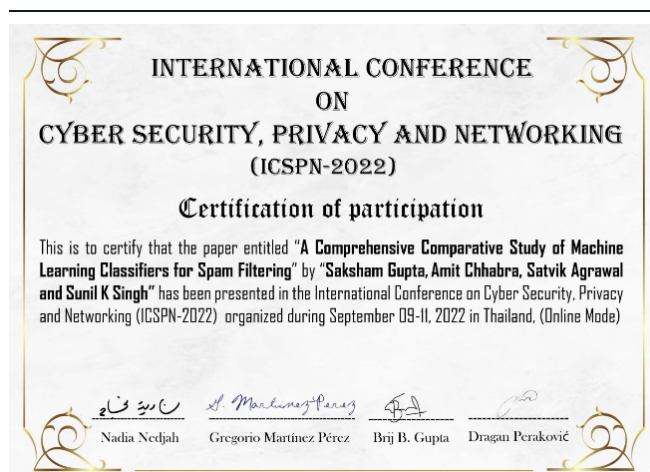 INTERNATIONAL CONFERENCE
ON
CYBER SECURITY, PRIVACY AND NETWORKING
(ICSPN-2022)
Certification of participation
This is to certify that the paper entitled "A Comprehensive Comparative Study of Machine
Learning Classifiers for Spam Filtering" by "Saksham Gupta, Amit Chhabra, Satvik Agrawal
and Sunil K Singh" has been presented in the International Conference on Cyber Security, Privacy
and Networking (ICSPN-2022) organized during September 09-11, 2022 in Thailand, (Online Mode)
S. Martinez Perez
Nadia Nedjah Gregorio Martínez Pérez Brij B. Gupta Dragan Peraković